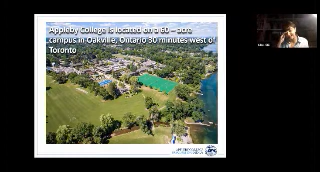 Appleby College is located on a 60 – acre
campus in Oakville, Ontario 30 minutes west of
Toronto